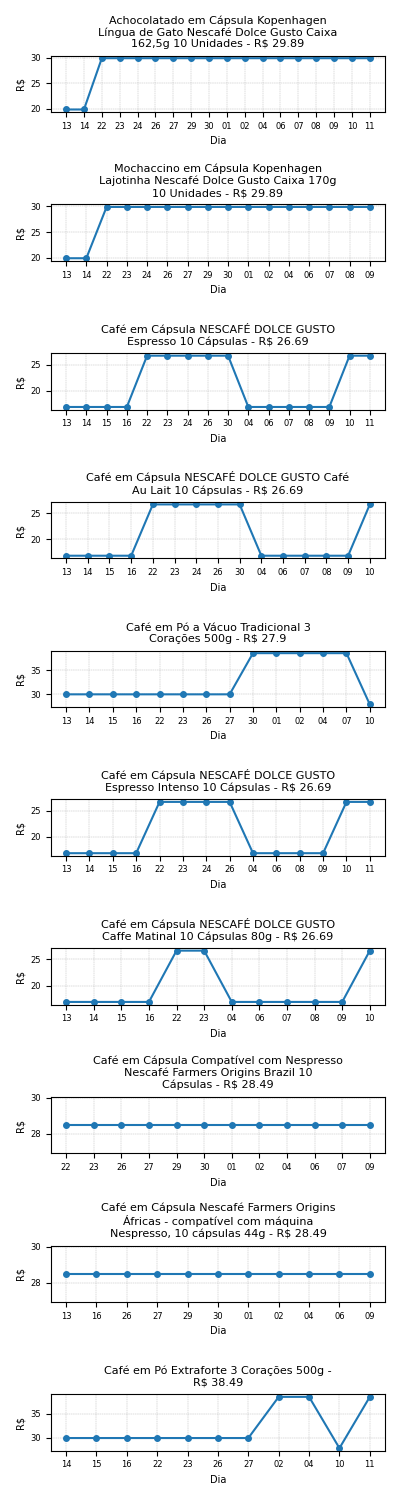 Achocolatado em Cápsula Kopenhagen
Língua de Gato Nescafé Dolce Gusto Caixa
162,5g 10 Unidades - R$ 29.89
30
25
20
R$
13 14 22 23 24 26 27 29 30 01 02 04 06 07 08 09 10 11
Dia
Mochaccino em Cápsula Kopenhagen
Lajotinha Nescafé Dolce Gusto Caixa 170g
10 Unidades - R$ 29.89
30
25
20
R$
13 14 22 23 24 26 27 29 30 01 02 04 06 07 08 09
Dia
Café em Cápsula NESCAFÉ DOLCE GUSTO
Espresso 10 Cápsulas - R$ 26.69
25
20
R$
13 14 15 16 22 23 24 26 30 04 06 07 08 09 10 11
Dia
Café em Cápsula NESCAFÉ DOLCE GUSTO Café
Au Lait 10 Cápsulas - R$ 26.69
25
20
R$
13 14 15 16 22 23 24 26 30 04 06 07 08 09 10
Dia
Café em Pó a Vácuo Tradicional 3
Corações 500g - R$ 27.9
35
30
R$
13 14 15 16 22 23 26 27 30 01 02 04 07 10
Dia
Café em Cápsula NESCAFÉ DOLCE GUSTO
Espresso Intenso 10 Cápsulas - R$ 26.69
25
20
R$
13 14 15 16 22 23 24 26 04 06 07 09 10 11
Dia
Café em Cápsula NESCAFÉ DOLCE GUSTO
Caffe Matinal 10 Cápsulas 80g - R$ 26.69
25
20
R$
13 14 15 16 22 23 04 06 07 08 09 10
Dia
Café em Cápsula Compatível com Nespresso
Nescafé Farmers Origins Brazil 10
Cápsulas - R$ 28.49
30
28
R$
22 23 26 27 29 30 01 02 04 06 07 09
Dia
Café em Cápsula Nescafé Farmers Origins
Áfricas - compatível com máquina
Nespresso, 10 cápsulas 44g - R$ 28.49
30
28
R$
13 16 26 27 29 30 01 02 04 06 09
Dia
Café em Pó Extraforte 3 Corações 500g -
R$ 38.49
35
30
R$
14 15 16 22 23 26 27 02 04 10 11
Dia